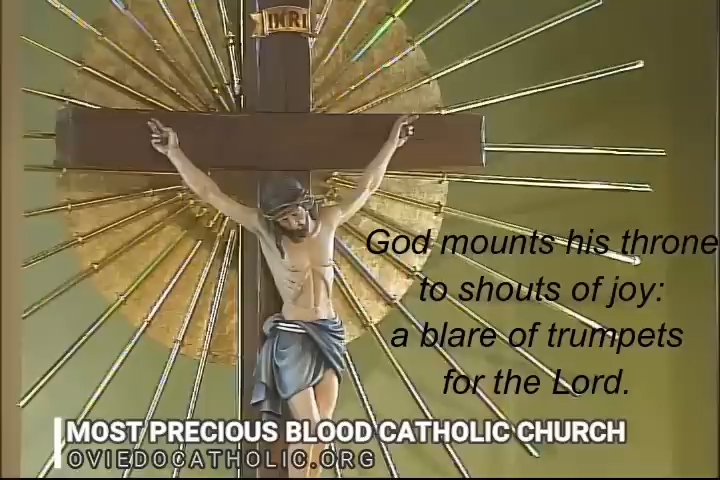 INRI
God mounts his throne
to shouts of joy:
a blare of trumpets
for the Lord.
MOST PRECIOUS BLOOD CATHOLIC CHURCH
OVIEDOCATHOLIC.ORG